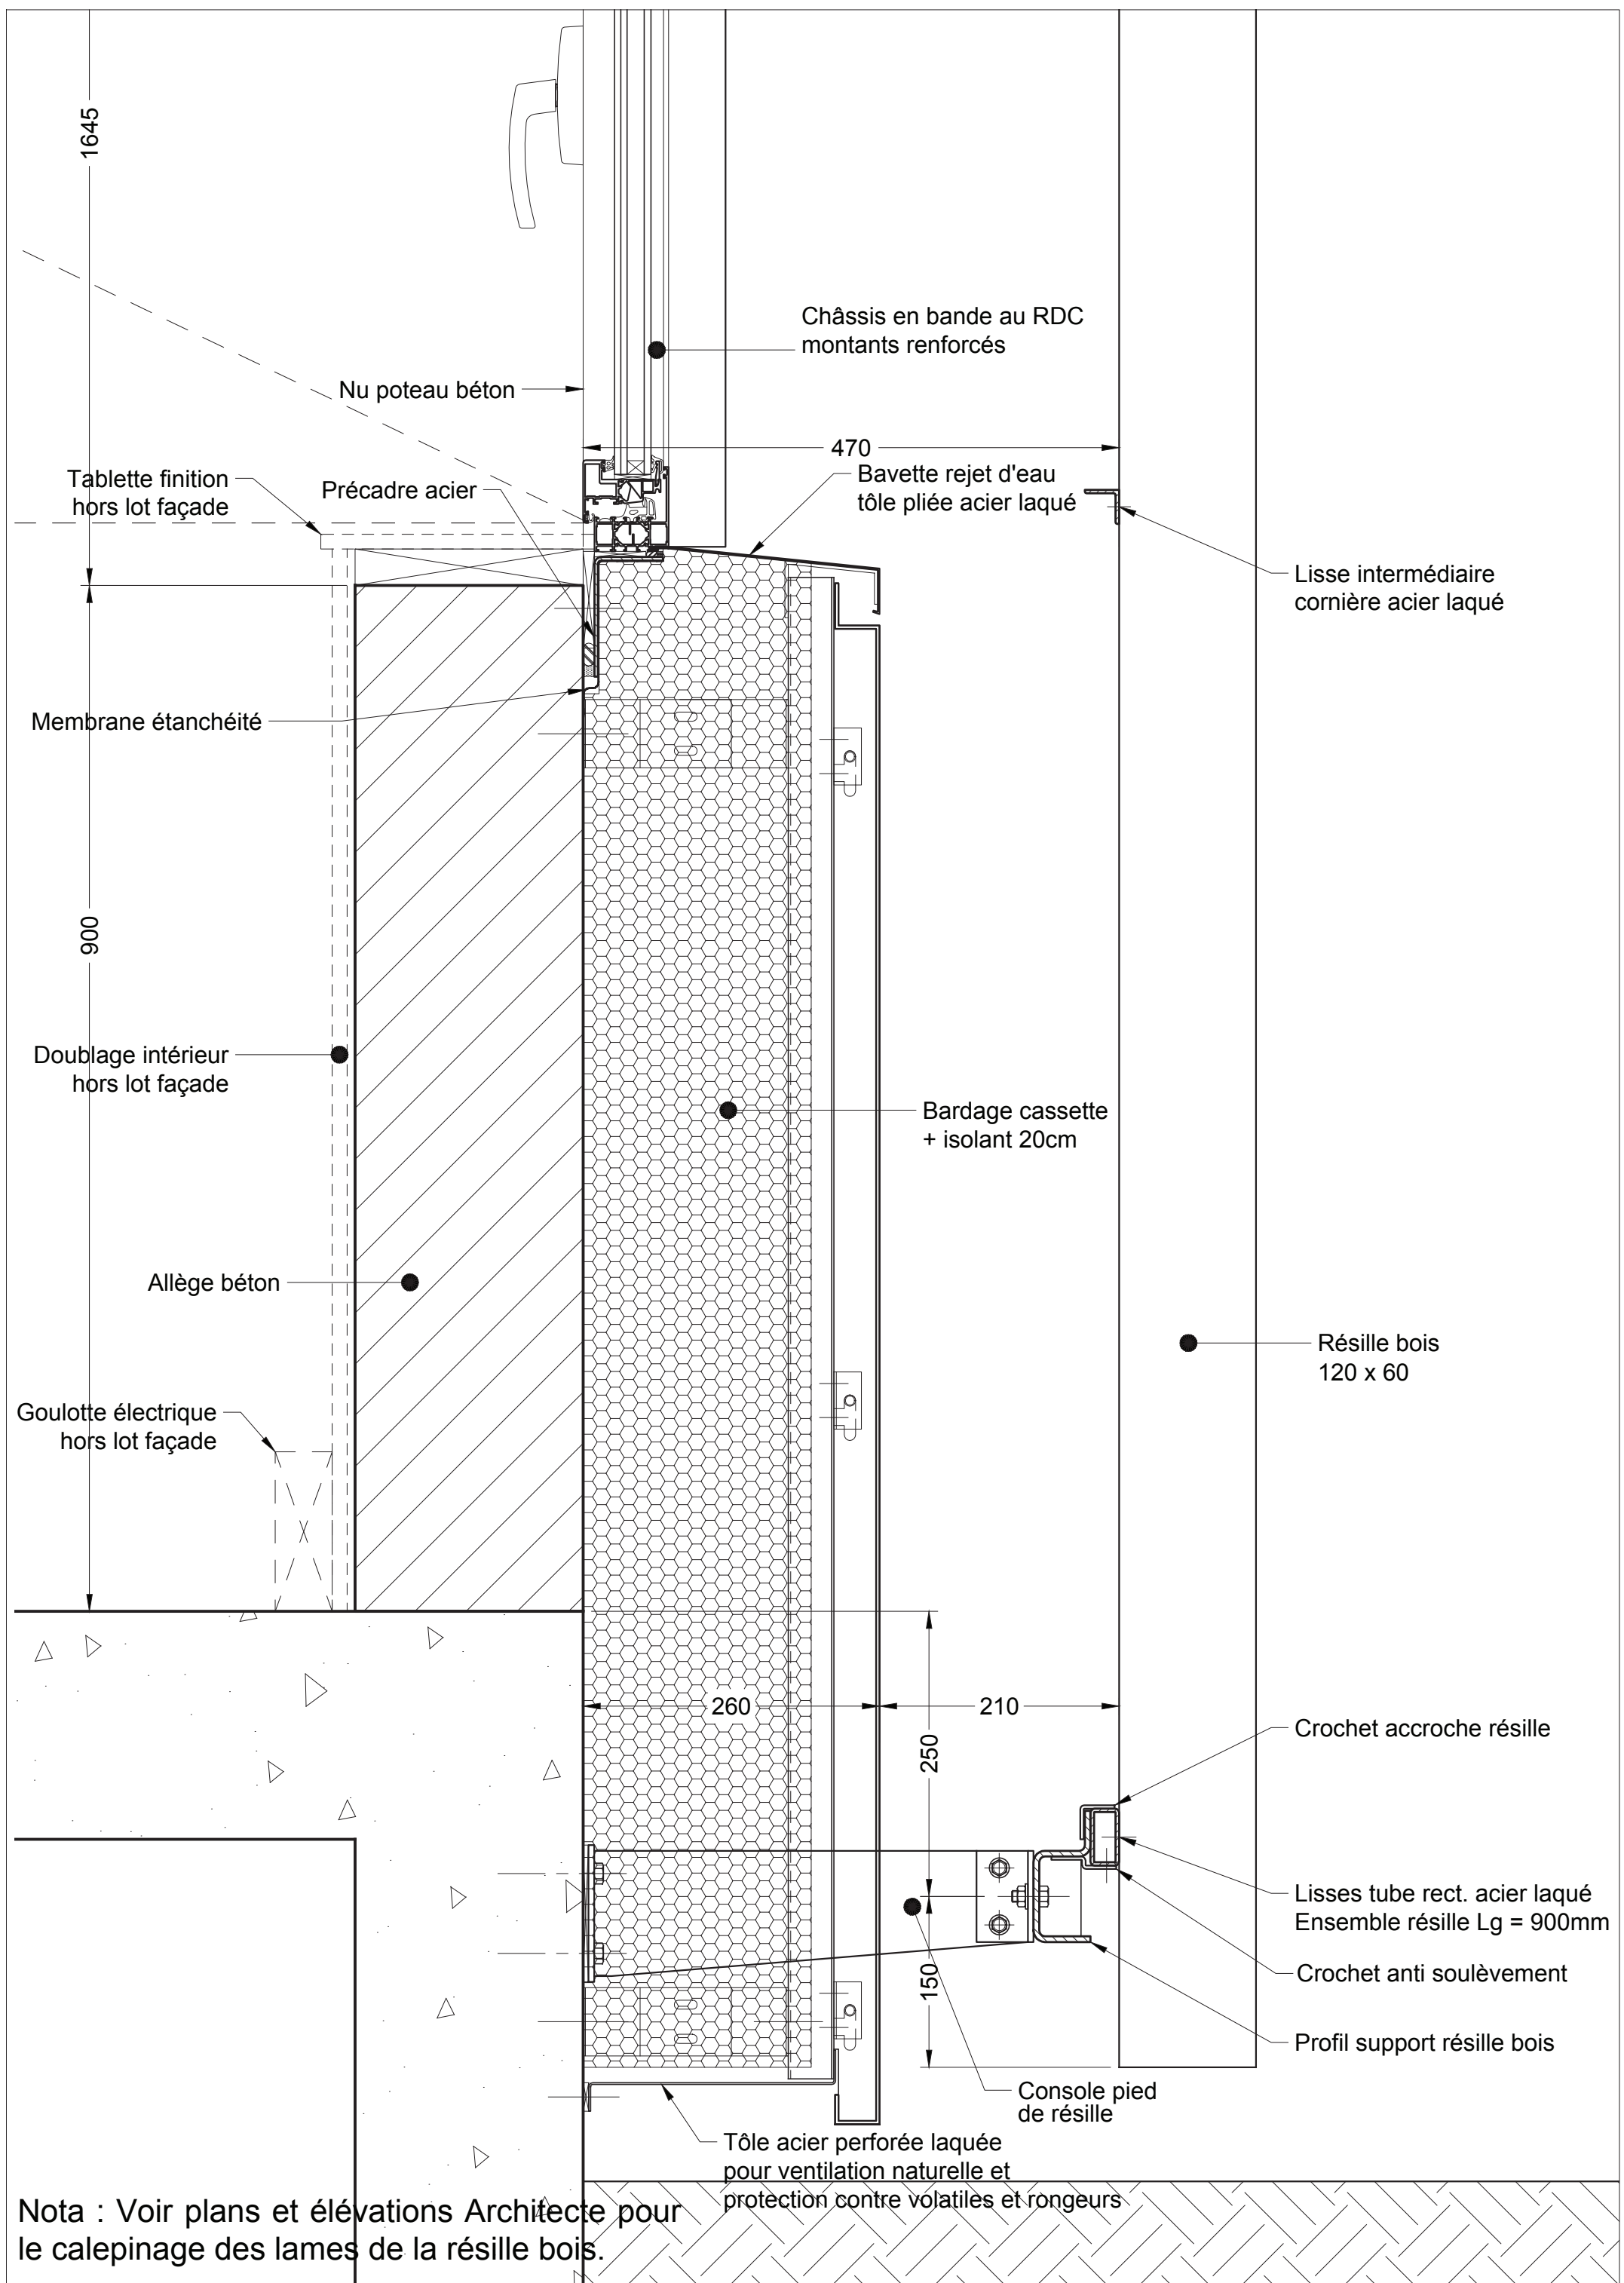 1645
Châssis en bande au RDC
montants renforcés
Nu poteau béton
470
Tablette finition
hors lot façade
Précadre acier
Bavette rejet d'eau
tôle pliée acier laqué
Lisse intermédiaire
cornière acier laqué
Membrane étanchéité
900
Doublage intérieur
hors lot façade
Bardage cassette
+ isolant 20cm
Allège béton
Résille bois
120 x 60
Goulotte électrique
hors lot façade
260
210
250
Crochet accroche résille
Lisses tube rect. acier laqué
Ensemble résille Lg = 900mm
150
Crochet anti soulèvement
Profil support résille bois
Console pied
de résille
Tôle acier perforée laquée
pour ventilation naturelle et
protection contre volatiles et rongeurs
Nota : Voir plans et élévations Architecte pour
le calepinage des lames de la résille bois.